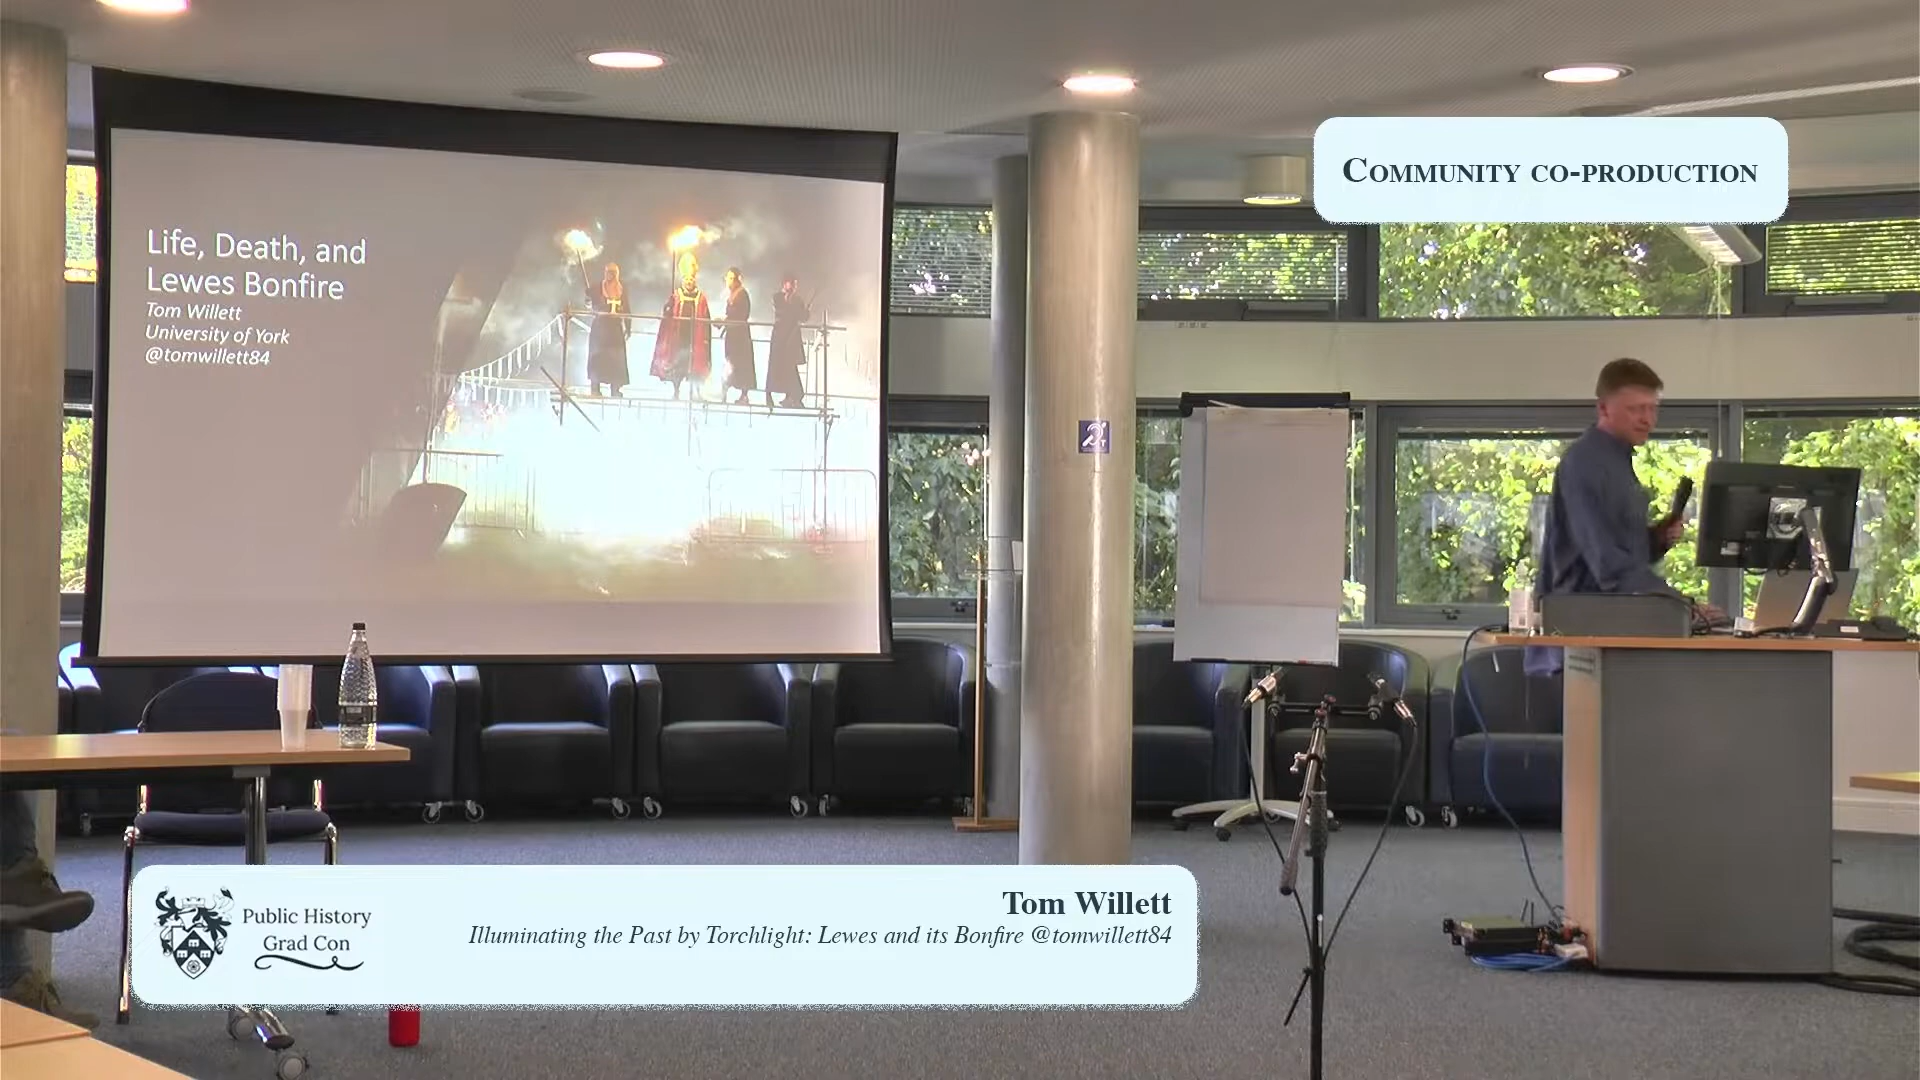 Life, Death, and
Lewes Bonfire
Tom Willett
University of York
@tomwillett84
Community co-production
T
Public History
Grad Con
Tom Willett
Illuminating the Past by Torchlight: Lewes and its Bonfire @tomwillett84